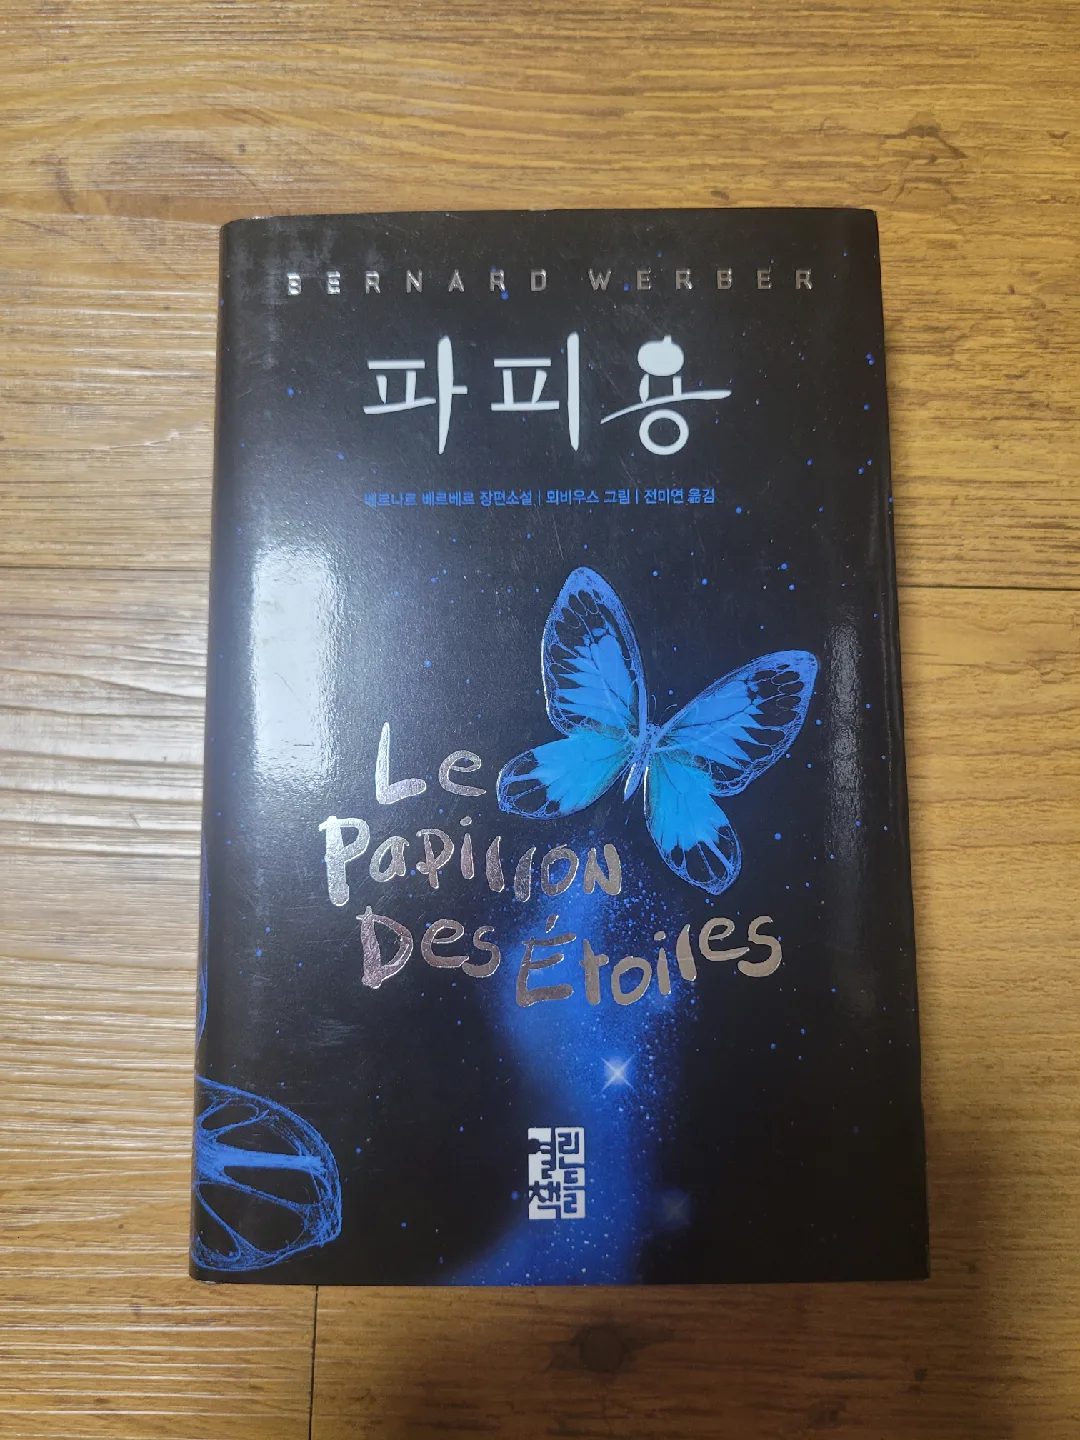 BERNARD WERBER
파피용
베르나르 베르베르 장편소설 | 뫼비우스 그림 | 전미연 옮김
Le
Papillon
Des Étoiles
열린책들